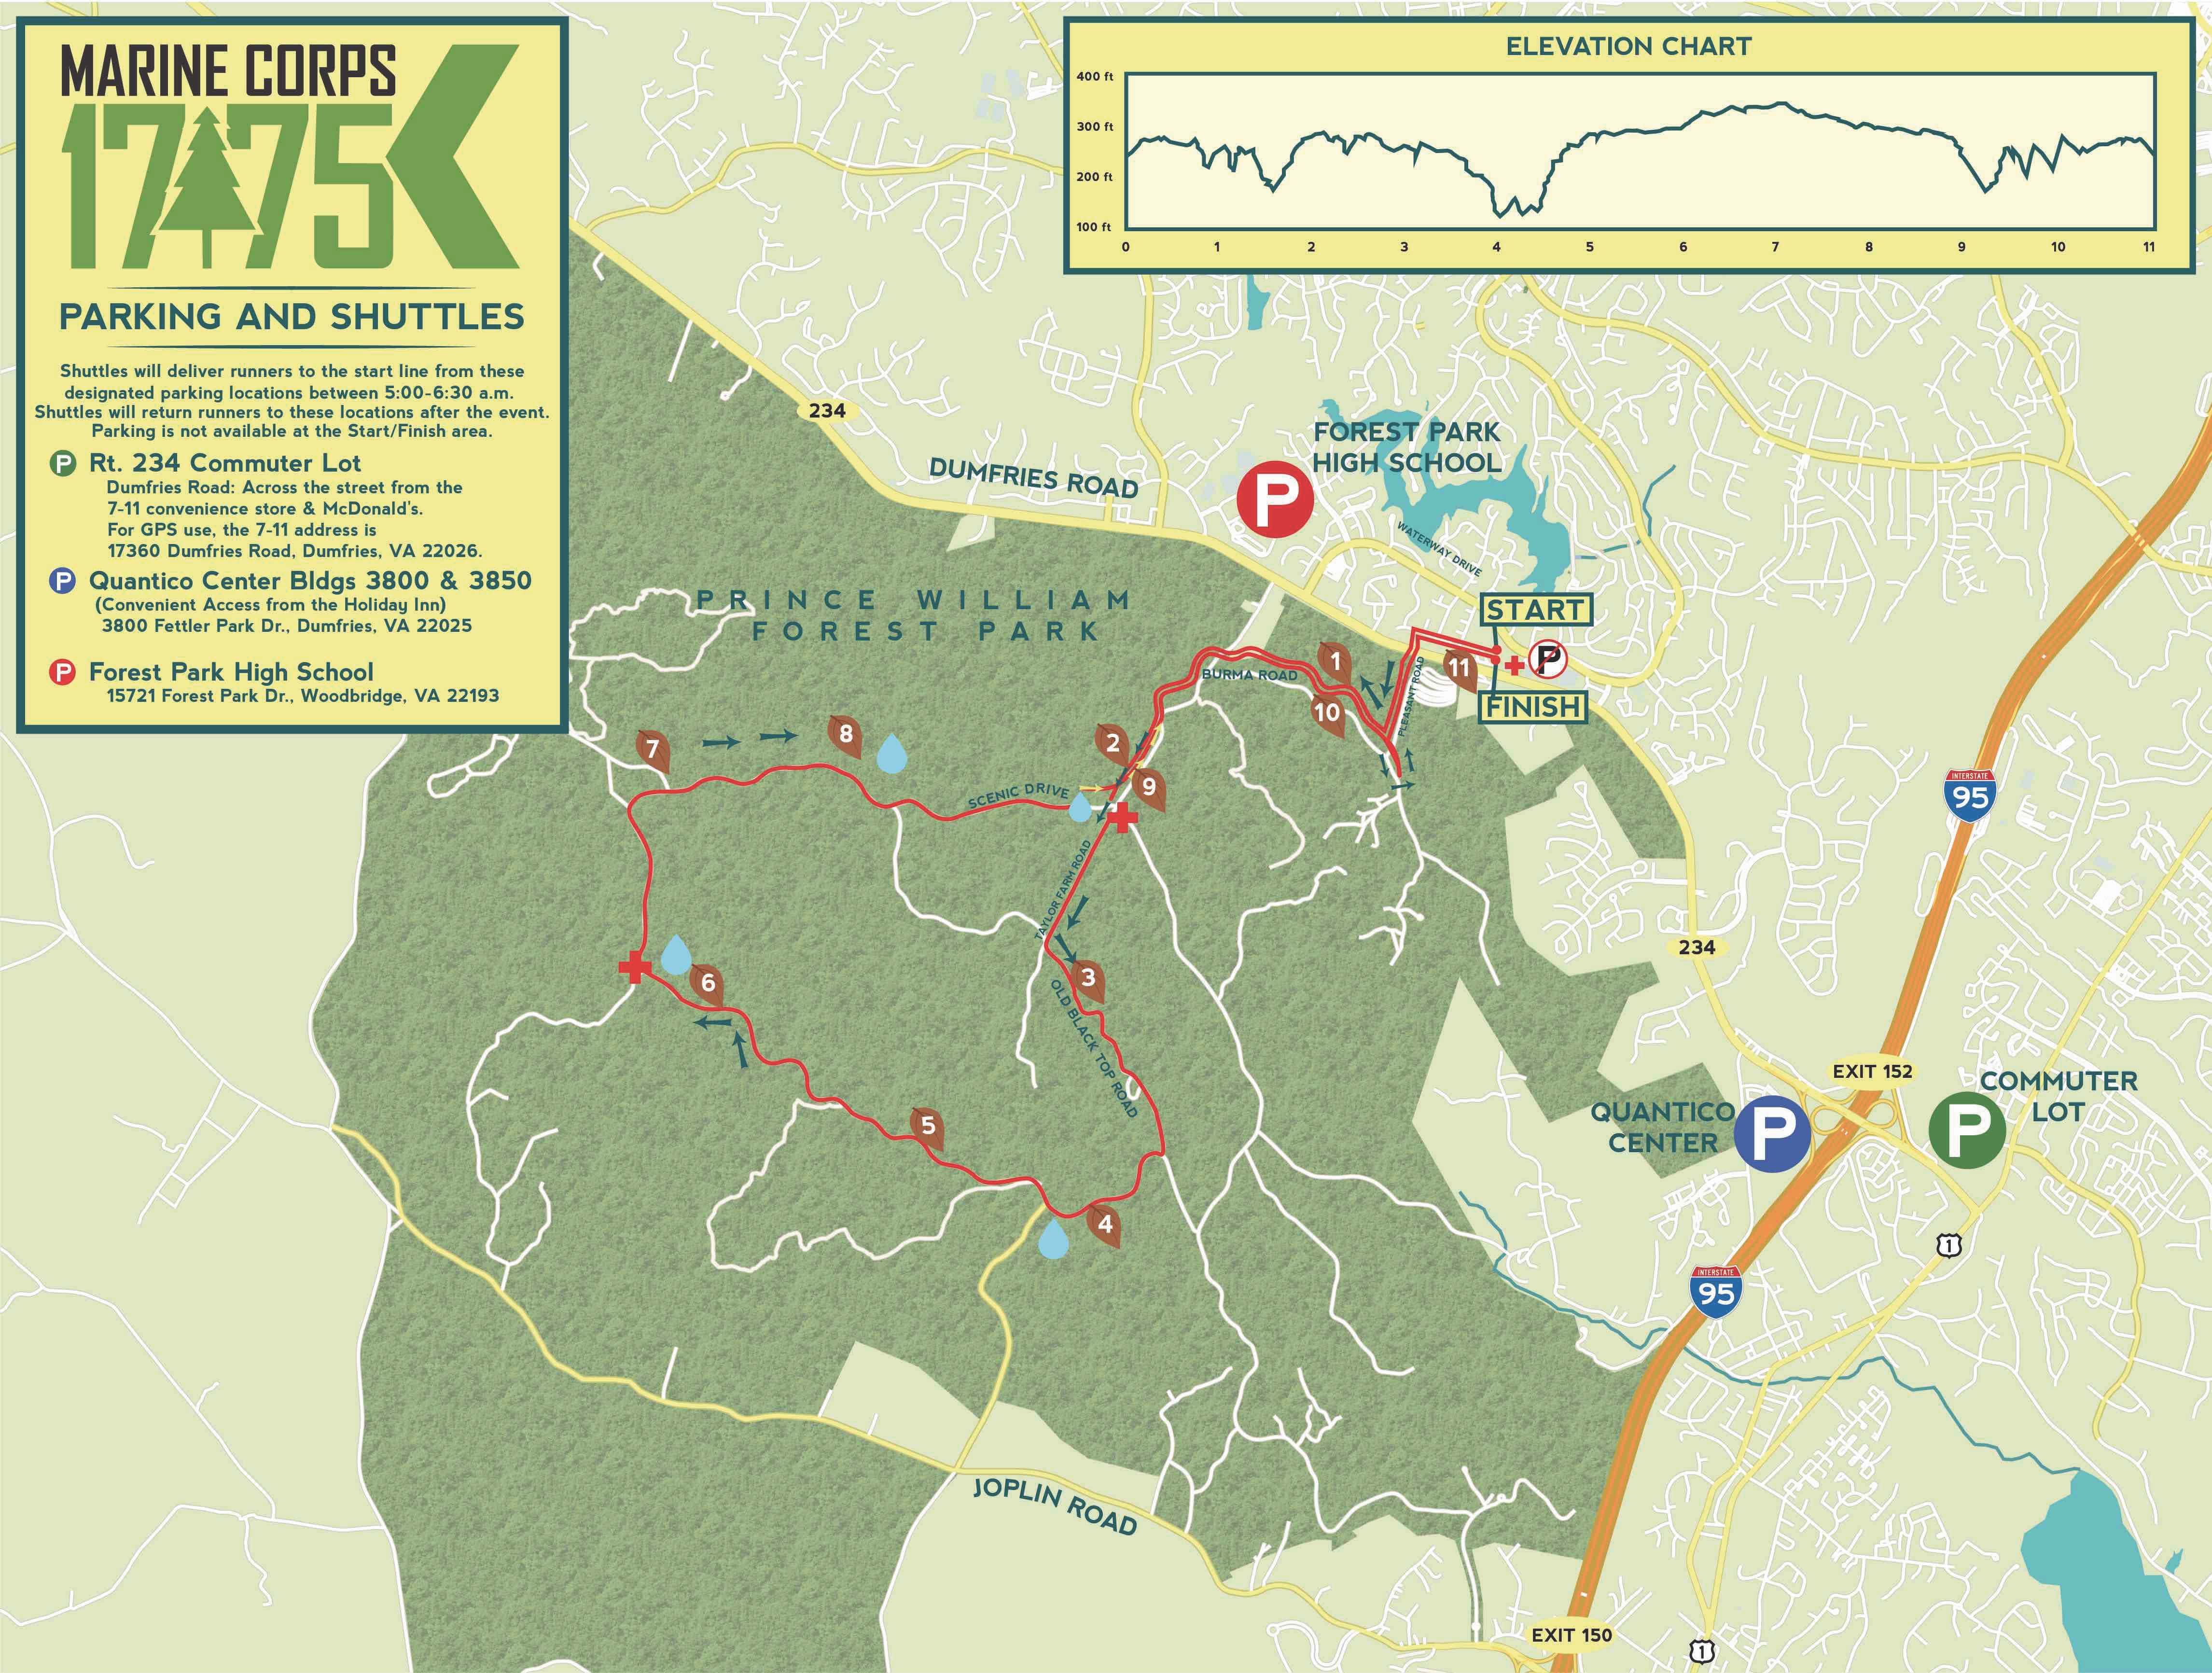 MARINE CORPS
1775K
PARKING AND SHUTTLES
Shuttles will deliver runners to the start line from these
designated parking locations between 5:00-6:30 a.m.
Shuttles will return runners to these locations after the event.
Parking is not available at the Start/Finish area.
P Rt. 234 Commuter Lot
Dumfries Road: Across the street from the
7-11 convenience store & McDonald's.
For GPS use, the 7-11 address is
17360 Dumfries Road, Dumfries, VA 22026.
P Quantico Center Bldgs 3800 & 3850
(Convenient Access from the Holiday Inn)
3800 Fettler Park Dr., Dumfries, VA 22025
P Forest Park High School
15721 Forest Park Dr., Woodbridge, VA 22193
ELEVATION CHART
400 ft
300 ft
200 ft
100 ft
0 1 2 3 4 5 6 7 8 9 10 11
234
DUMFRIES ROAD
FOREST PARK
HIGH SCHOOL
P
WATERWAY DRIVE
PRINCE WILLIAM
FOREST PARK
START
P
FINISH
11
1
10
BURMA ROAD
PLEASANT ROAD
2
9
7
8
SCENIC DRIVE
TAYLOR FARM ROAD
3
OLD BLACK TOP ROAD
6
5
4
INTERSTATE
95
234
EXIT 152
COMMUTER
LOT
P
QUANTICO
CENTER
P
1
INTERSTATE
95
JOPLIN ROAD
EXIT 150
1